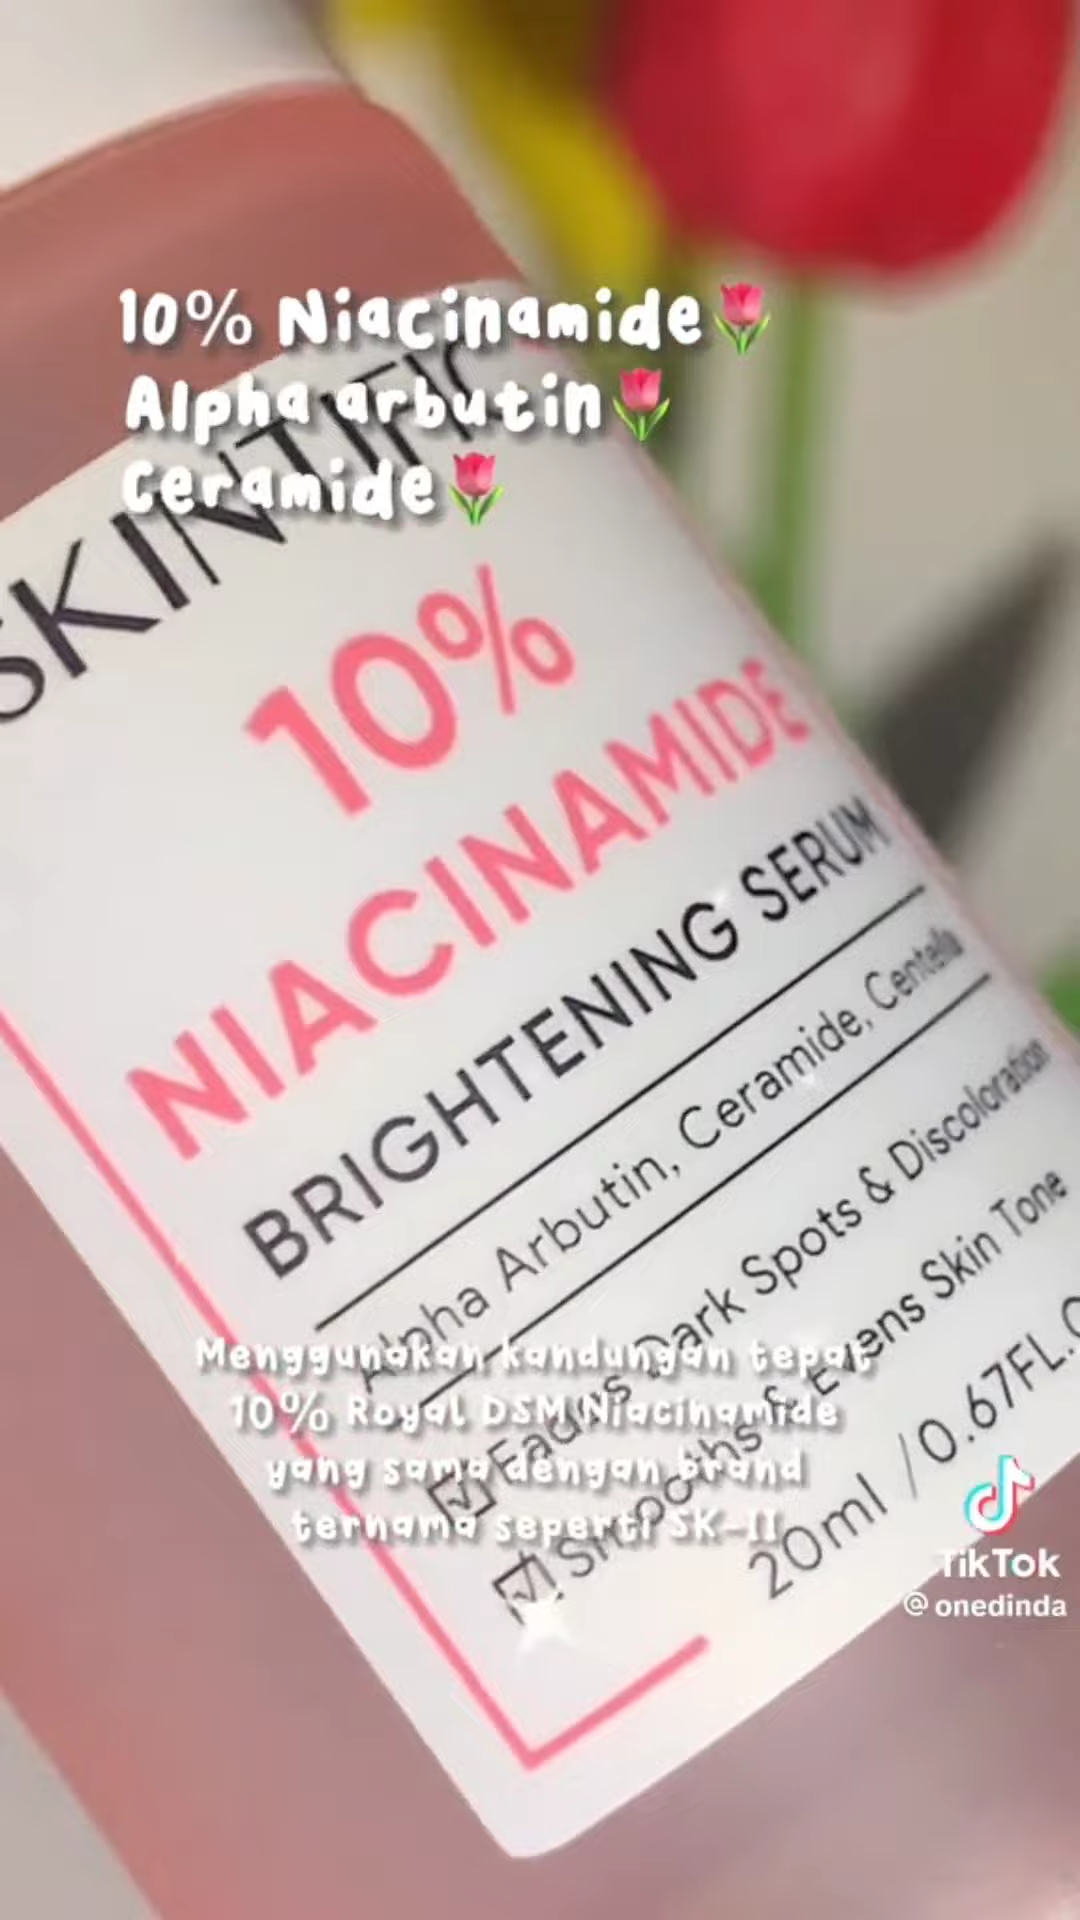 10% Niacinamide🌷
Alpha arbutin🌷
Ceramide🌷
SKINTIFIC
10%
NIACINAMIDE
BRIGHTENING SERUM
Alpha Arbutin, Ceramide, Centella
Fades Dark Spots & Discoloration
Smooths & Evens Skin Tone
20ml / 0.67FL.O
Menggunakan kandungan tepat
10% Royal DSM Niacinamide
yang sama dengan brand
ternama seperti SK-II
TikTok
@onedinda